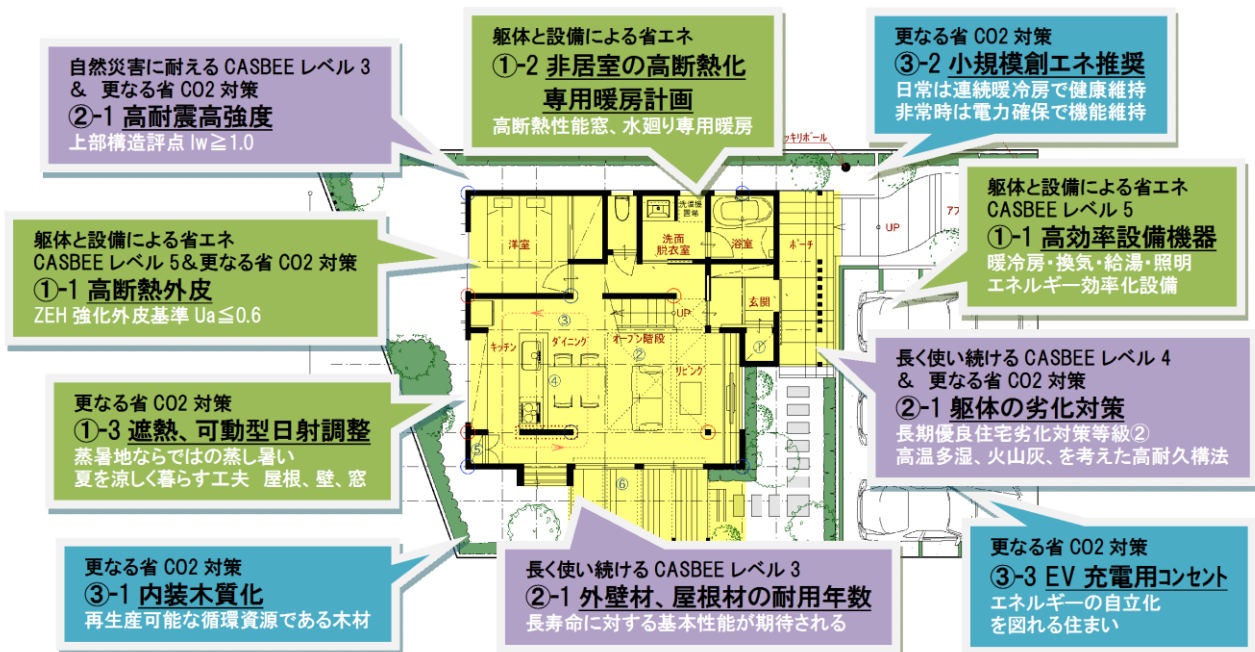 自然災害に耐える CASBEE レベル 3
& 更なる省 CO2 対策
②-1 高耐震高強度
上部構造評点 Iw≧1.0
躯体と設備による省エネ
①-2 非居室の高断熱化
専用暖房計画
高断熱性能窓、水廻り専用暖房
更なる省 CO2 対策
③-2 小規模創エネ推奨
日常は連続暖冷房で健康維持
非常時は電力確保で機能維持
躯体と設備による省エネ
CASBEE レベル 5&更なる省 CO2 対策
①-1 高断熱外皮
ZEH 強化外皮基準 Ua≦0.6
躯体と設備による省エネ
CASBEE レベル 5
①-1 高効率設備機器
暖冷房・換気・給湯・照明
エネルギー効率化設備
更なる省 CO2 対策
①-3 遮熱、可動型日射調整
蒸暑地ならではの蒸し暑い
夏を涼しく暮らす工夫 屋根、壁、窓
長く使い続ける CASBEE レベル 4
& 更なる省 CO2 対策
②-1 躯体の劣化対策
長期優良住宅劣化対策等級②
高温多湿、火山灰、を考えた高耐久構法
更なる省 CO2 対策
③-1 内装木質化
再生産可能な循環資源である木材
長く使い続ける CASBEE レベル 3
②-1 外壁材、屋根材の耐用年数
長寿命に対する基本性能が期待される
更なる省 CO2 対策
③-3 EV 充電用コンセント
エネルギーの自立化
を図れる住まい
ッキリポール
洋室
洗濯機
置場
洗面
脱衣室
浴室
ポーチ
UP
アプ
玄関
UP
③
キッチン
ダイニング
オープン階段
②
①
リビング
④
⑤
⑥